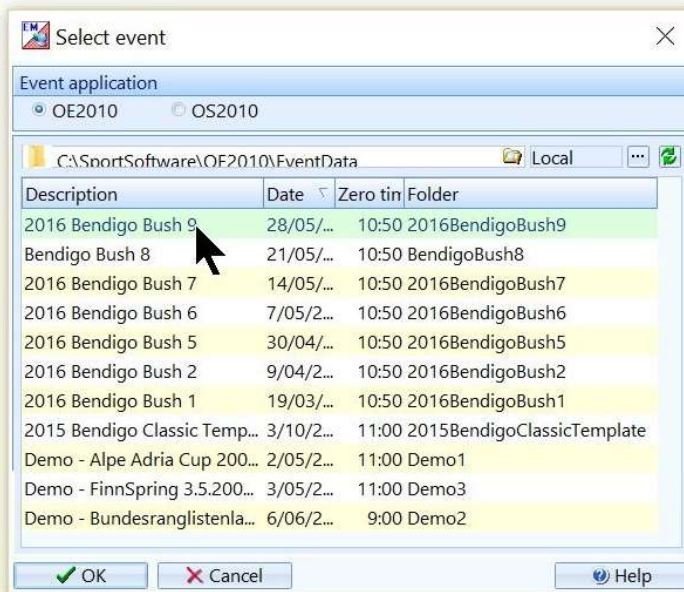 EM Select event
Event application
OE2010 OS2010
C:\SportSoftware\OE2010\EventData Local ...
Description Date Zero tim Folder
2016 Bendigo Bush 9 28/05/... 10:50 2016BendigoBush9
Bendigo Bush 8 21/05/... 10:50 BendigoBush8
2016 Bendigo Bush 7 14/05/... 10:50 2016BendigoBush7
2016 Bendigo Bush 6 7/05/2... 10:50 2016BendigoBush6
2016 Bendigo Bush 5 30/04/... 10:50 2016BendigoBush5
2016 Bendigo Bush 2 9/04/2... 10:50 2016BendigoBush2
2016 Bendigo Bush 1 19/03/... 10:50 2016BendigoBush1
2015 Bendigo Classic Temp... 3/10/2... 11:00 2015BendigoClassicTemplate
Demo - Alpe Adria Cup 200... 2/05/2... 11:00 Demo1
Demo - FinnSpring 3.5.200... 3/05/2... 11:00 Demo3
Demo - Bundesranglistenla... 6/06/2... 9:00 Demo2
OK Cancel Help